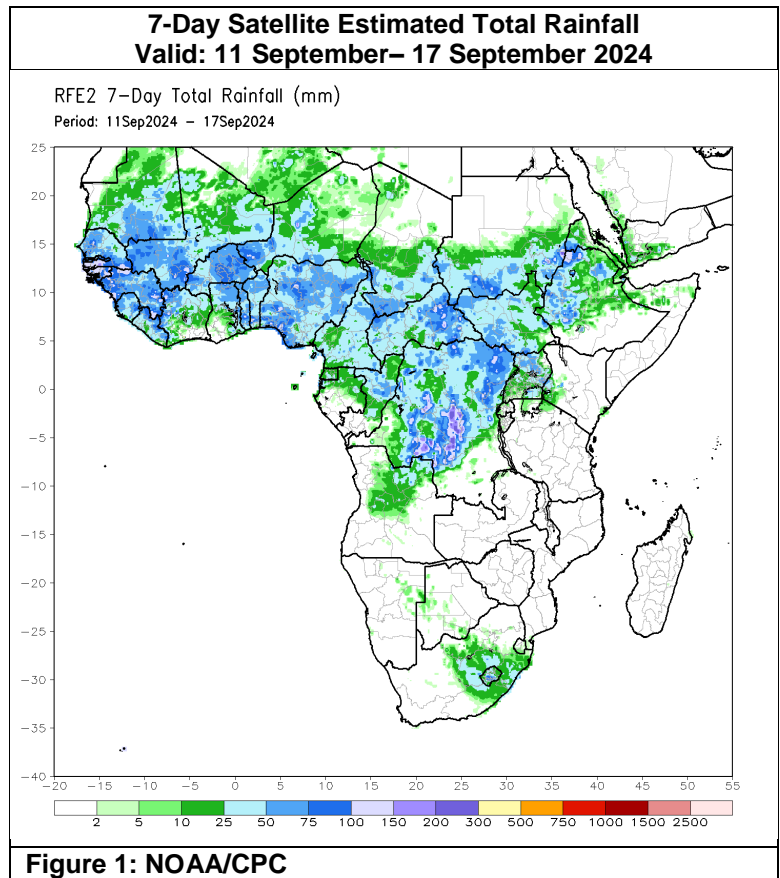 7-Day Satellite Estimated Total Rainfall
Valid: 11 September– 17 September 2024
RFE2 7-Day Total Rainfall (mm)
Period: 11Sep2024 – 17Sep2024
25
20
15
10
5
0
−5
−10
−15
−20
−25
−30
−35
−40
−20 −15 −10 −5 0 5 10 15 20 25 30 35 40 45 50 55
2 5 10 25 50 75 100 150 200 300 500 750 1000 1500 2500
Figure 1: NOAA/CPC